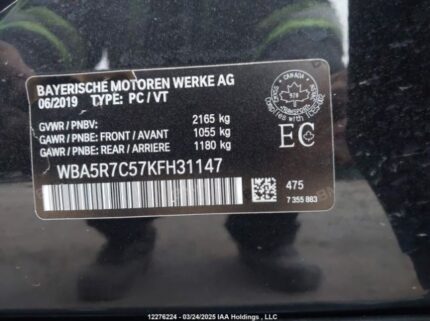 BAYERISCHE MOTOREN WERKE AG
06/2019 TYPE: PC / VT
GVWR / PNBV: 2165 kg
GAWR / PNBE: FRONT / AVANT 1055 kg
GAWR / PNBE: REAR / ARRIERE 1180 kg
WBA5R7C57KFH31147
CANADA
EC
475
7 355 883
12276224 - 03/24/2025 IAA Holdings , LLC